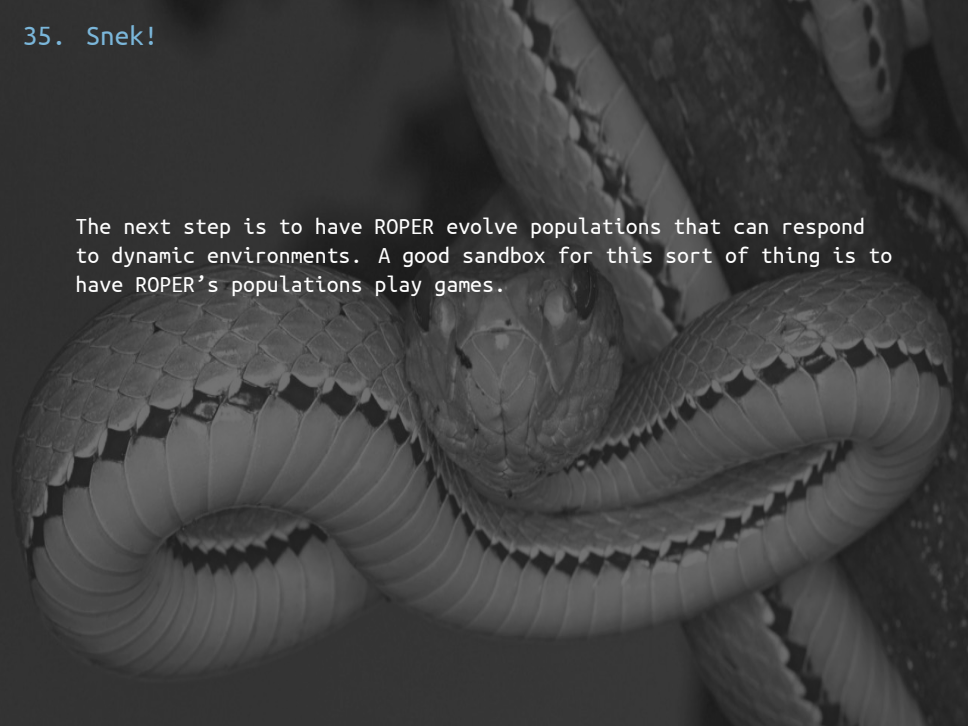 35. Snek!
The next step is to have ROPER evolve populations that can respond
to dynamic environments. A good sandbox for this sort of thing is to
have ROPER’s populations play games.